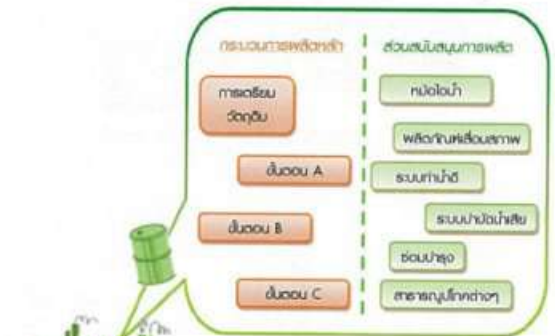 กระบวนการผลิตหลัก
ส่วนสนับสนุนการผลิต
การเตรียม
วัตถุดิบ
ขั้นตอน A
ขั้นตอน B
ขั้นตอน C
หม้อไอน้ำ
ผลิตภัณฑ์เสื่อมสภาพ
ระบบทำน้ำดี
ระบบบำบัดน้ำเสีย
ซ่อมบำรุง
สาธารณูปโภคต่างๆ